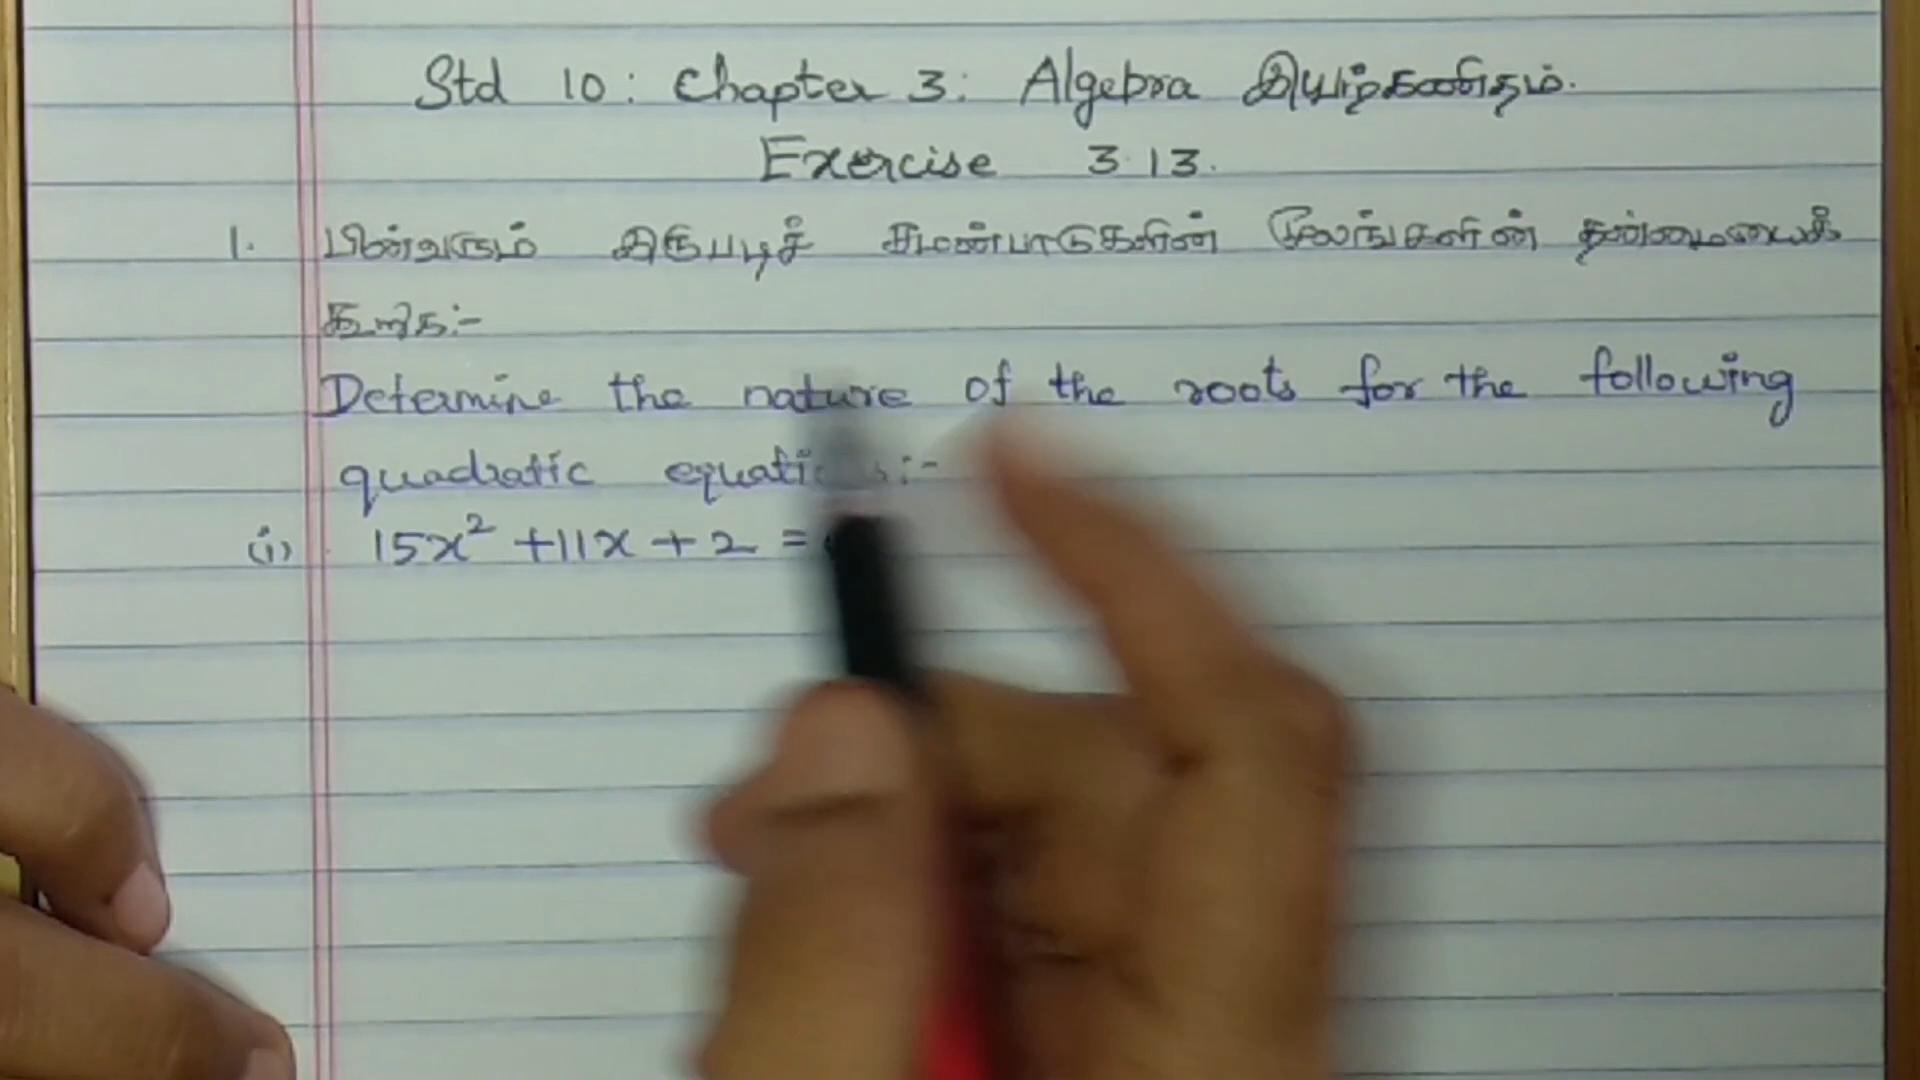 Std 10: Chapter 3: Algebra இயற்கணிதம்.
Exercise 3.13.
1. பின்வரும் இருபடிச் சமன்பாடுகளின் மூலங்களின் தன்மையைக்
கூறுக:-
Determine the nature of the roots for the following
quadratic :-
(i) 15x² +11x + 2 =